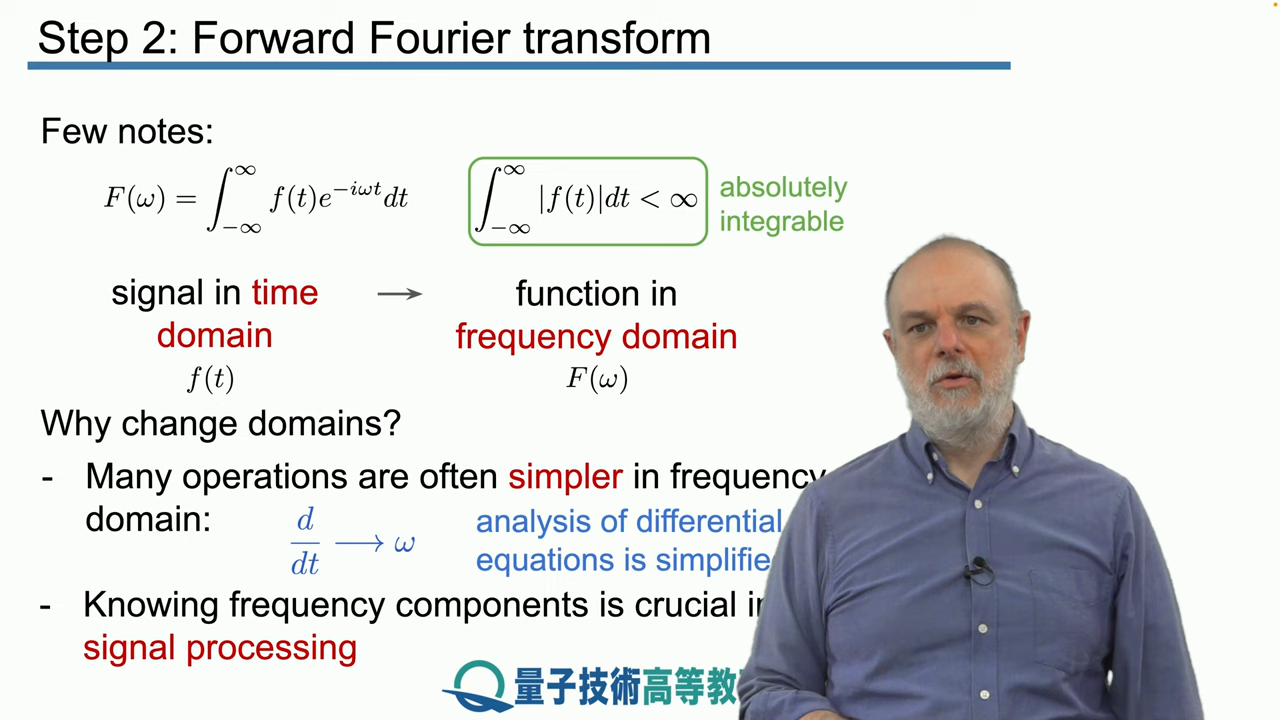 Step 2: Forward Fourier transform
Few notes:
F(ω) = ∫_{-∞}^{∞} f(t)e^{-iωt}dt
∫_{-∞}^{∞} |f(t)|dt < ∞
absolutely
integrable
signal in time
domain
f(t)
→
function in
frequency domain
F(ω)
Why change domains?
- Many operations are often simpler in frequency
domain:
d/dt ⟶ ω
analysis of differential
equations is
- Knowing frequency components is crucial
signal processing
量子技術高等教